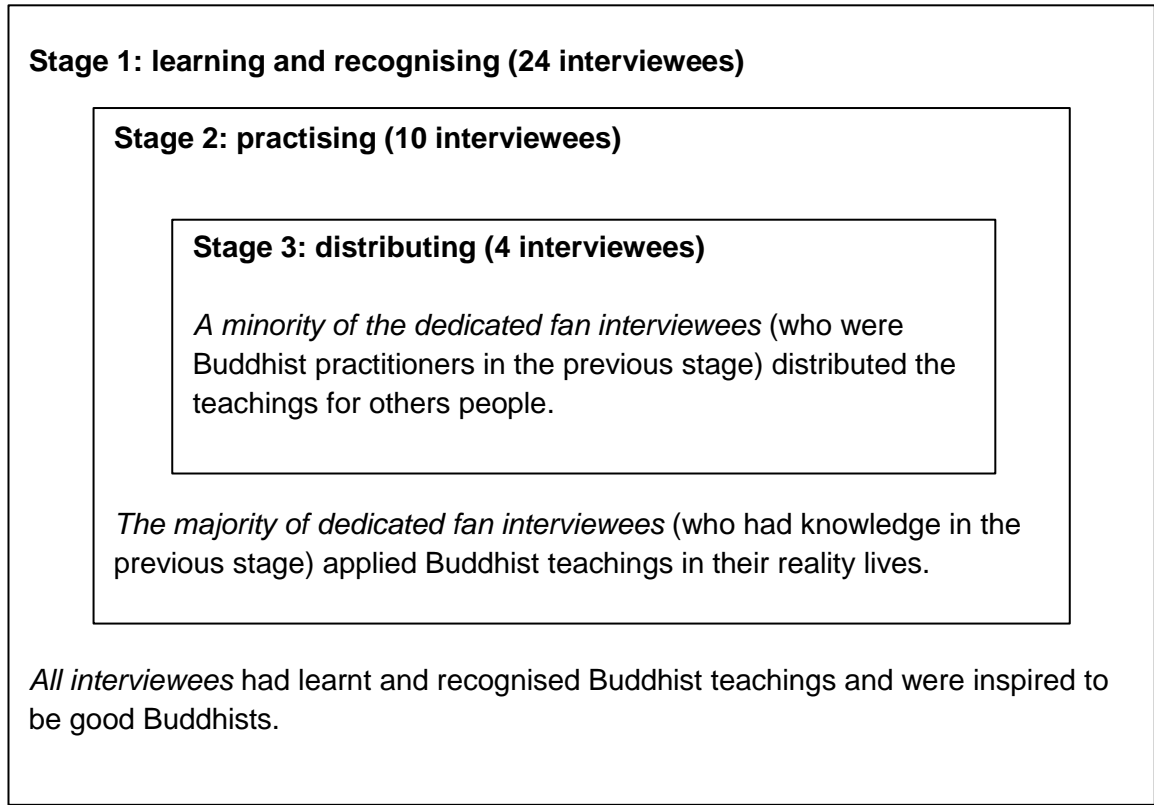 Stage 1: learning and recognising (24 interviewees)
Stage 2: practising (10 interviewees)
Stage 3: distributing (4 interviewees)
A minority of the dedicated fan interviewees (who were
Buddhist practitioners in the previous stage) distributed the
teachings for others people.
The majority of dedicated fan interviewees (who had knowledge in the
previous stage) applied Buddhist teachings in their reality lives.
All interviewees had learnt and recognised Buddhist teachings and were inspired to
be good Buddhists.